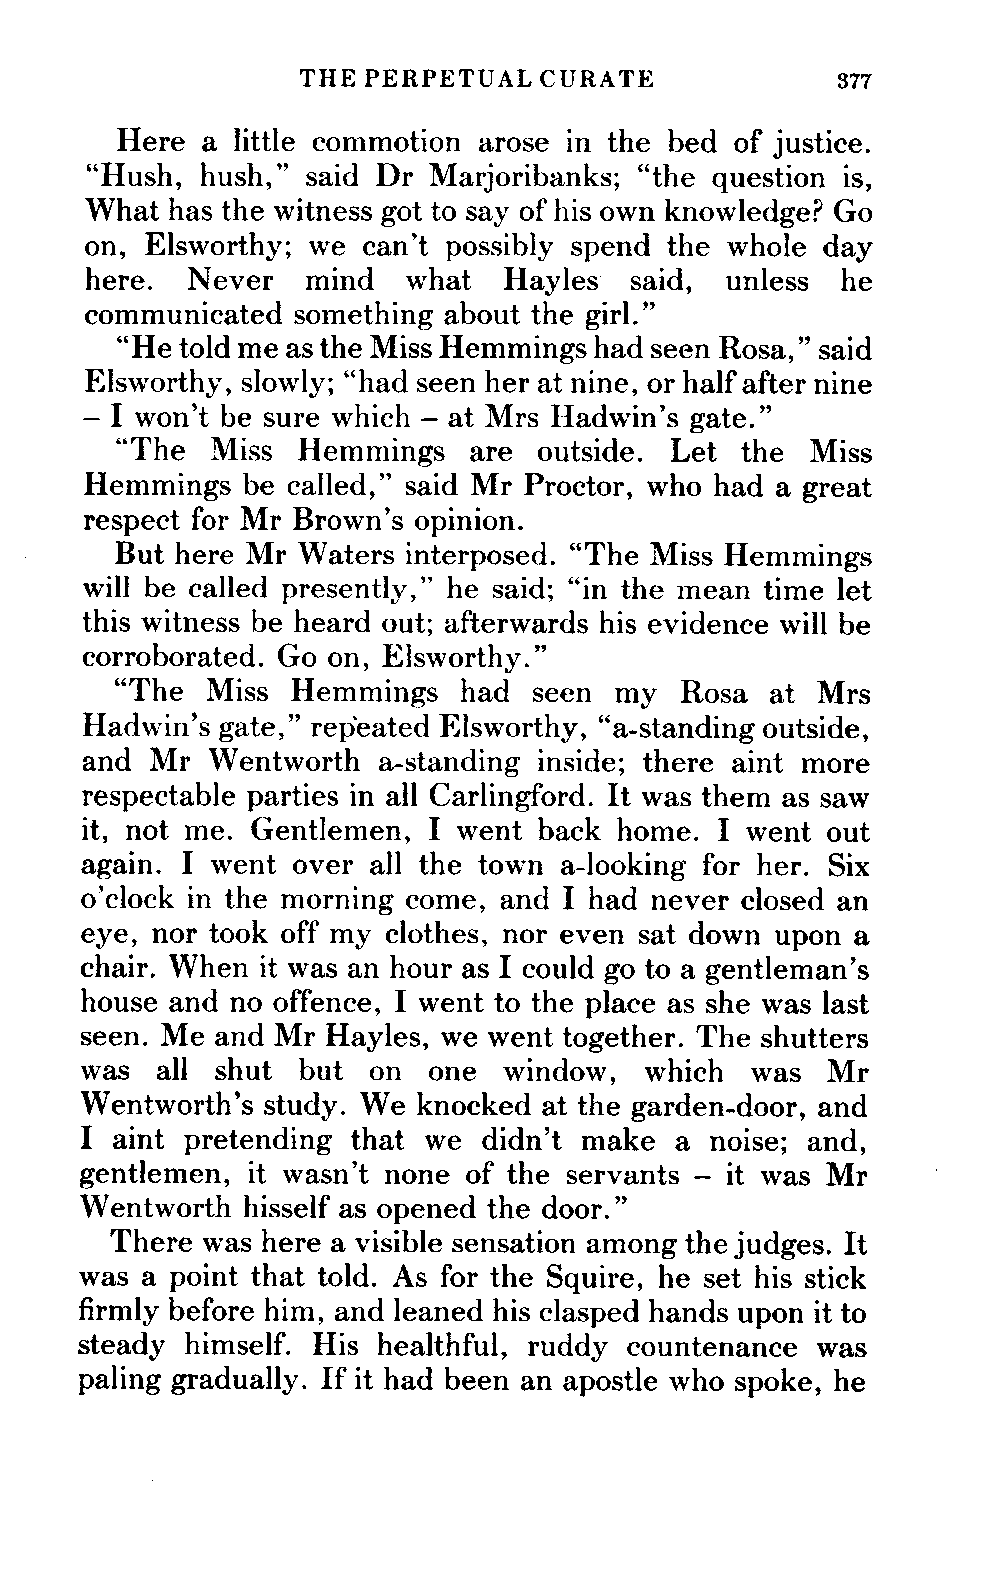 THE PERPETUAL CURATE 377
Here a little commotion arose in the bed of justice.
“Hush, hush,” said Dr Marjoribanks; “the question is,
What has the witness got to say of his own knowledge? Go
on, Elsworthy; we can’t possibly spend the whole day
here. Never mind what Hayles said, unless he
communicated something about the girl.”
“He told me as the Miss Hemmings had seen Rosa,” said
Elsworthy, slowly; “had seen her at nine, or half after nine
– I won’t be sure which – at Mrs Hadwin’s gate.”
“The Miss Hemmings are outside. Let the Miss
Hemmings be called,” said Mr Proctor, who had a great
respect for Mr Brown’s opinion.
But here Mr Waters interposed. “The Miss Hemmings
will be called presently,” he said; “in the mean time let
this witness be heard out; afterwards his evidence will be
corroborated. Go on, Elsworthy.”
“The Miss Hemmings had seen my Rosa at Mrs
Hadwin’s gate,” repeated Elsworthy, “a-standing outside,
and Mr Wentworth a-standing inside; there aint more
respectable parties in all Carlingford. It was them as saw
it, not me. Gentlemen, I went back home. I went out
again. I went over all the town a-looking for her. Six
o’clock in the morning come, and I had never closed an
eye, nor took off my clothes, nor even sat down upon a
chair. When it was an hour as I could go to a gentleman’s
house and no offence, I went to the place as she was last
seen. Me and Mr Hayles, we went together. The shutters
was all shut but on one window, which was Mr
Wentworth’s study. We knocked at the garden-door, and
I aint pretending that we didn’t make a noise; and,
gentlemen, it wasn’t none of the servants – it was Mr
Wentworth hisself as opened the door.”
There was here a visible sensation among the judges. It
was a point that told. As for the Squire, he set his stick
firmly before him, and leaned his clasped hands upon it to
steady himself. His healthful, ruddy countenance was
paling gradually. If it had been an apostle who spoke, he